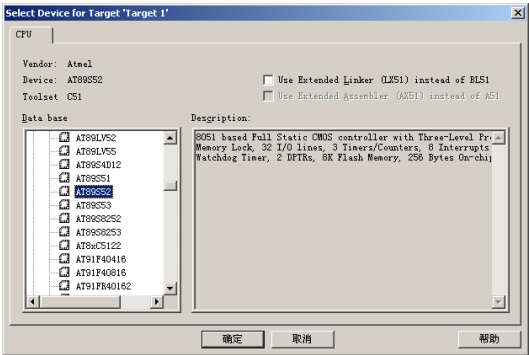 Select Device for Target 'Target 1'
CPU
Vendor: Atmel
Device: AT89S52
Toolset C51
Use Extended Linker (LX51) instead of BL51
Use Extended Assembler (AX51) instead of A51
Data base
AT89LV52
AT89LV55
AT89S4D12
AT89S51
AT89S52
AT89S53
AT89S8252
AT89S8253
AT8xC5122
AT91F40416
AT91F40816
AT91FR40162
Description:
8051 based Full Static CMOS controller with Three-Level
Memory Lock, 32 I/O lines, 3 Timers/Counters, 8 Interrupts
Watchdog Timer, 2 DPTRs, 8K Flash Memory, 256 Bytes On-chip
确定
取消
帮助